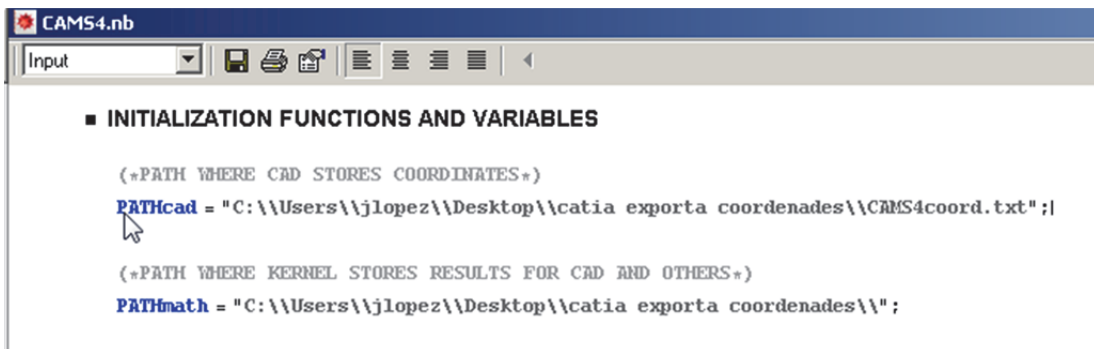 CAMS4.nb
Input
INITIALIZATION FUNCTIONS AND VARIABLES
(*PATH WHERE CAD STORES COORDINATES*)
PATHcad = "C:\\Users\\jlopez\\Desktop\\catia exporta coordenades\\CAMS4coord.txt";
(*PATH WHERE KERNEL STORES RESULTS FOR CAD AND OTHERS*)
PATHmath = "C:\\Users\\jlopez\\Desktop\\catia exporta coordenades\\";